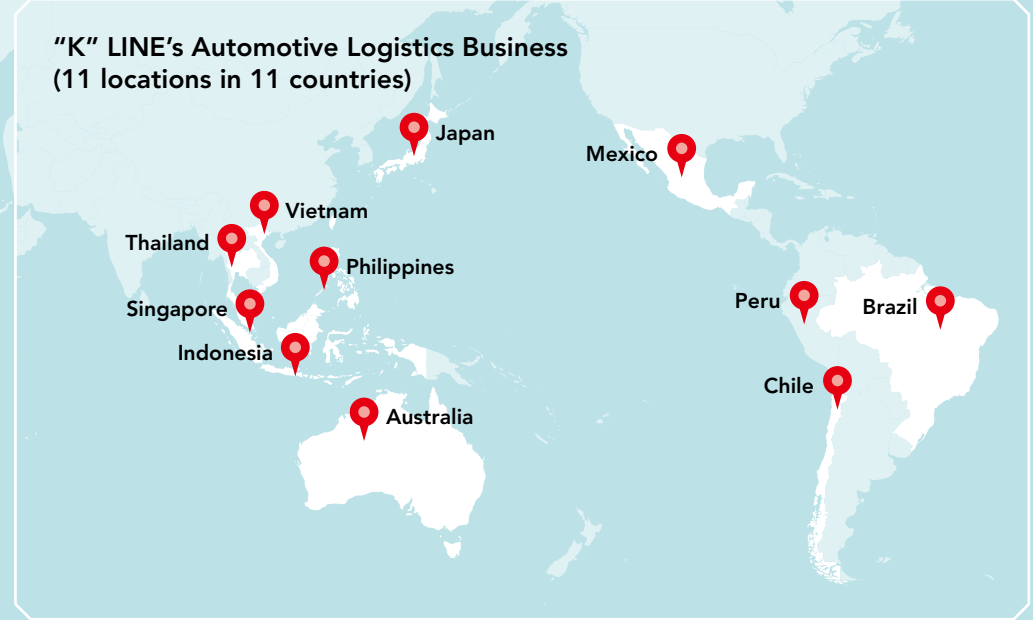 “K” LINE’s Automotive Logistics Business
(11 locations in 11 countries)
Japan
Mexico
Vietnam
Thailand
Philippines
Singapore
Peru
Brazil
Indonesia
Chile
Australia